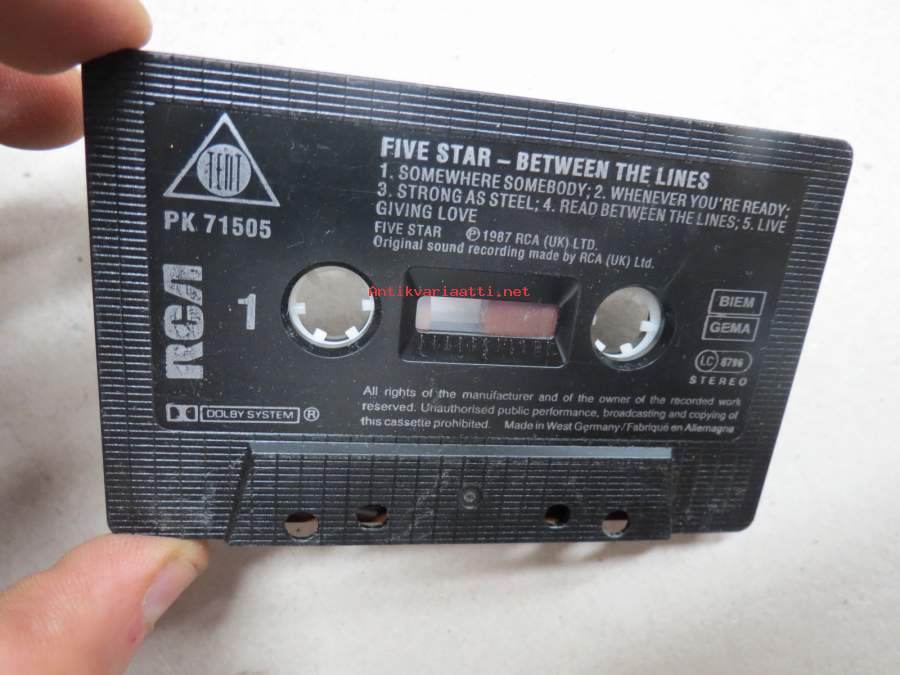 TENT
PK 71505
RCA
1
FIVE STAR – BETWEEN THE LINES
1. SOMEWHERE SOMEBODY; 2. WHENEVER YOU'RE READY;
3. STRONG AS STEEL; 4. READ BETWEEN THE LINES; 5. LIVE
GIVING LOVE
FIVE STAR ℗ 1987 RCA (UK) LTD.
Original sound recording made by RCA (UK) Ltd.
Antikvariaatti.net
BIEM
GEMA
LC 8796
STEREO
DOLBY SYSTEM ®
All rights of the manufacturer and of the owner of the recorded work
reserved. Unauthorised public performance, broadcasting and copying of
this cassette prohibited. Made in West Germany/Fabriqué en Allemagne